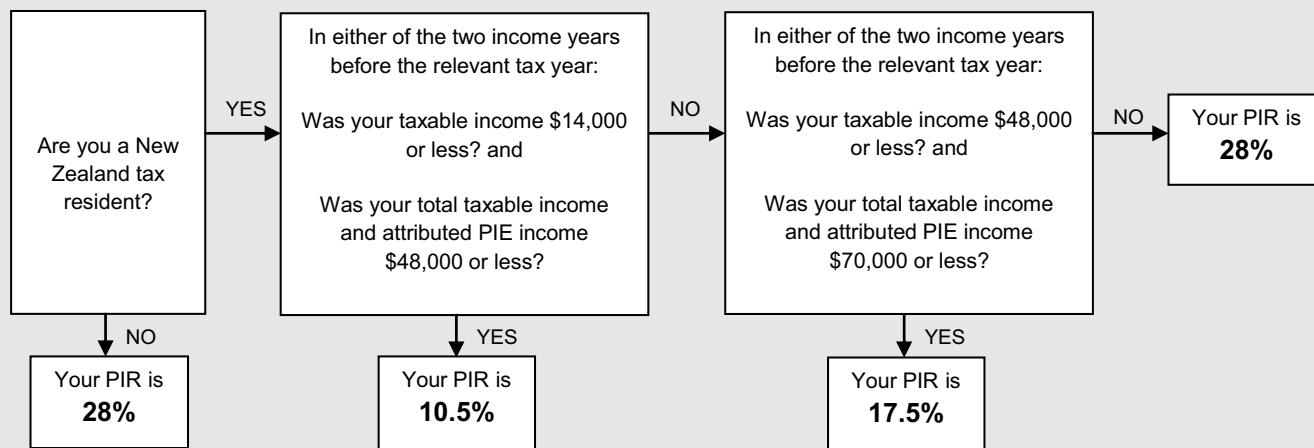 Are you a New
Zealand tax
resident?
YES
In either of the two income years
before the relevant tax year:
Was your taxable income $14,000
or less? and
Was your total taxable income
and attributed PIE income
$48,000 or less?
NO
In either of the two income years
before the relevant tax year:
Was your taxable income $48,000
or less? and
Was your total taxable income
and attributed PIE income
$70,000 or less?
NO
Your PIR is
28%
NO
Your PIR is
28%
YES
Your PIR is
10.5%
YES
Your PIR is
17.5%